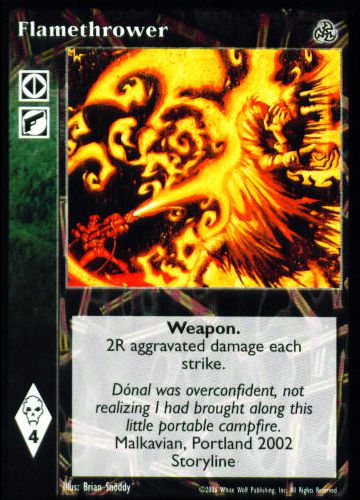 Flamethrower
Weapon.
2R aggravated damage each
strike.
Dónal was overconfident, not
realizing I had brought along this
little portable campfire.
Malkavian, Portland 2002
Storyline
4
Illus: Brian Snoddy
©2006 White Wolf Publishing, Inc. All Rights Reserved.